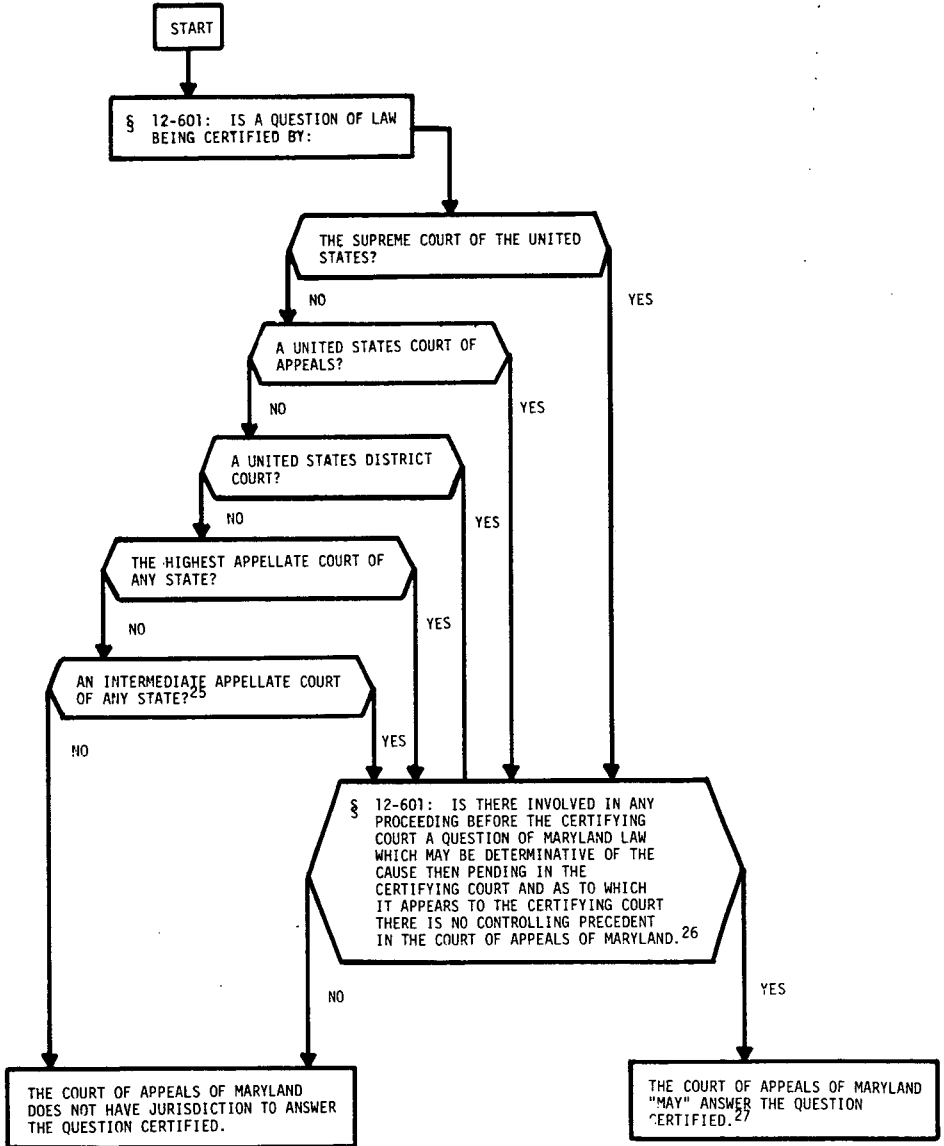 START
§ 12-601: IS A QUESTION OF LAW
BEING CERTIFIED BY:
THE SUPREME COURT OF THE UNITED
STATES?
NO
YES
A UNITED STATES COURT OF
APPEALS?
NO
YES
A UNITED STATES DISTRICT
COURT?
NO
YES
THE HIGHEST APPELLATE COURT OF
ANY STATE?
NO
YES
AN INTERMEDIATE APPELLATE COURT
OF ANY STATE?25
NO
YES
§ 12-601: IS THERE INVOLVED IN ANY
PROCEEDING BEFORE THE CERTIFYING
COURT A QUESTION OF MARYLAND LAW
WHICH MAY BE DETERMINATIVE OF THE
CAUSE THEN PENDING IN THE
CERTIFYING COURT AND AS TO WHICH
IT APPEARS TO THE CERTIFYING COURT
THERE IS NO CONTROLLING PRECEDENT
IN THE COURT OF APPEALS OF MARYLAND.26
NO
YES
THE COURT OF APPEALS OF MARYLAND
DOES NOT HAVE JURISDICTION TO ANSWER
THE QUESTION CERTIFIED.
THE COURT OF APPEALS OF MARYLAND
"MAY" ANSWER THE QUESTION
CERTIFIED.27